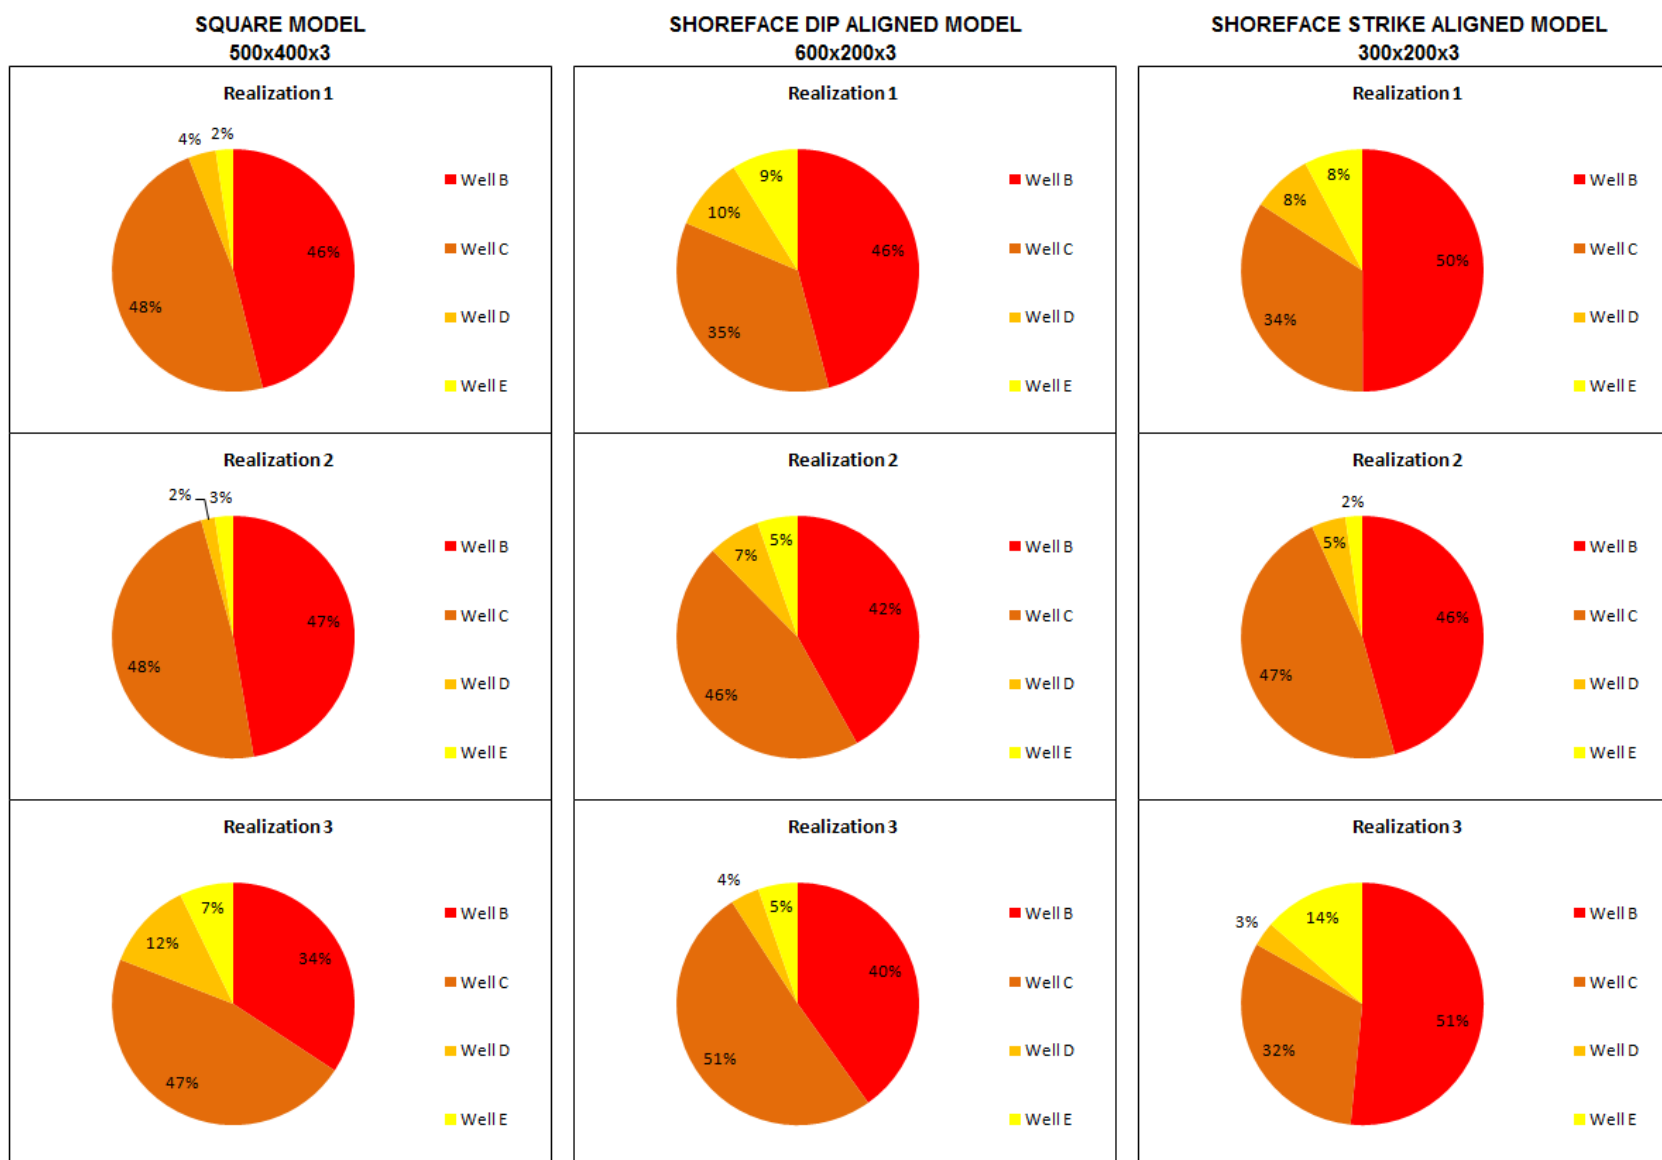 SQUARE MODEL
500x400x3
SHOREFACE DIP ALIGNED MODEL
600x200x3
SHOREFACE STRIKE ALIGNED MODEL
300x200x3
Realization 1
4%
2%
46%
48%
Well B
Well C
Well D
Well E
Realization 1
9%
10%
46%
35%
Well B
Well C
Well D
Well E
Realization 1
8%
8%
50%
34%
Well B
Well C
Well D
Well E
Realization 2
2%
3%
47%
48%
Well B
Well C
Well D
Well E
Realization 2
5%
7%
42%
46%
Well B
Well C
Well D
Well E
Realization 2
2%
5%
46%
47%
Well B
Well C
Well D
Well E
Realization 3
7%
12%
34%
47%
Well B
Well C
Well D
Well E
Realization 3
4%
5%
40%
51%
Well B
Well C
Well D
Well E
Realization 3
3%
14%
51%
32%
Well B
Well C
Well D
Well E